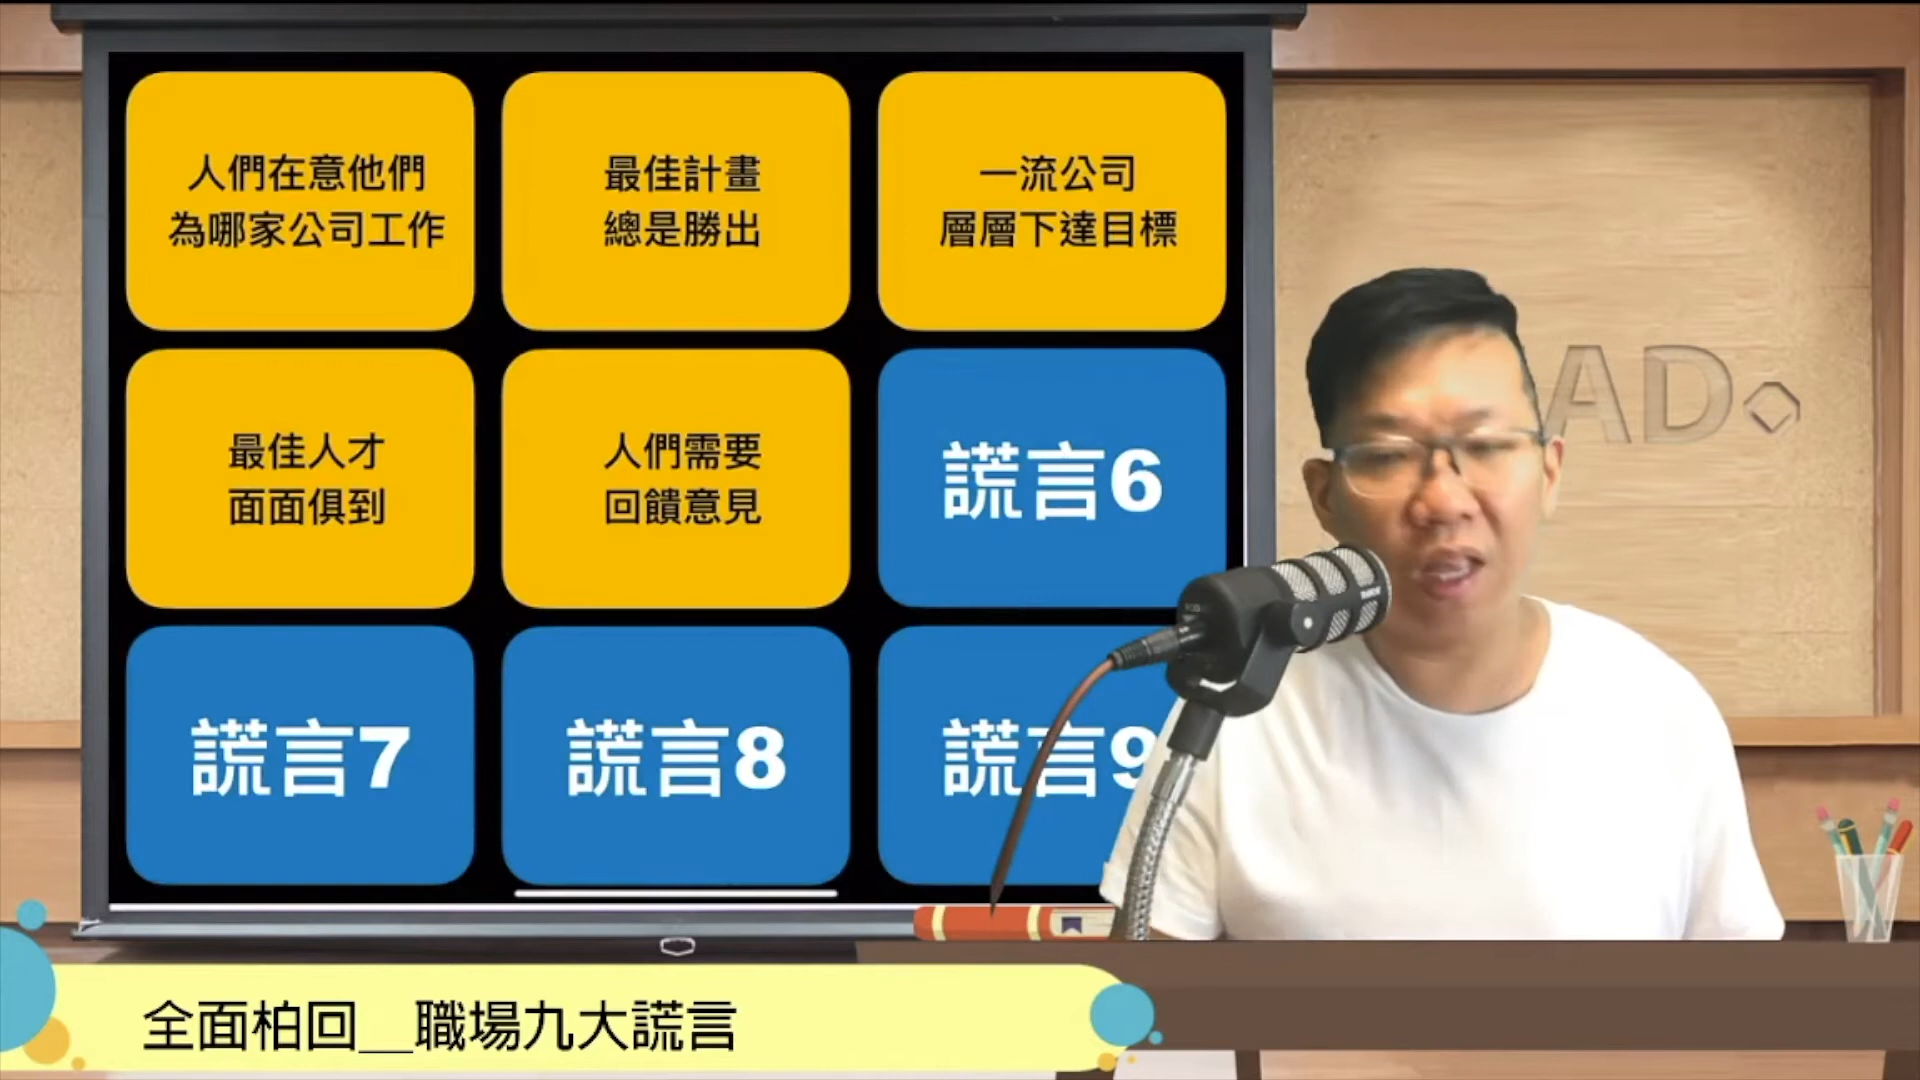 人們在意他們
為哪家公司工作
最佳計畫
總是勝出
一流公司
層層下達目標
最佳人才
面面俱到
人們需要
回饋意見
謊言6
謊言7
謊言8
謊言9
AD
全面柏回__職場九大謊言